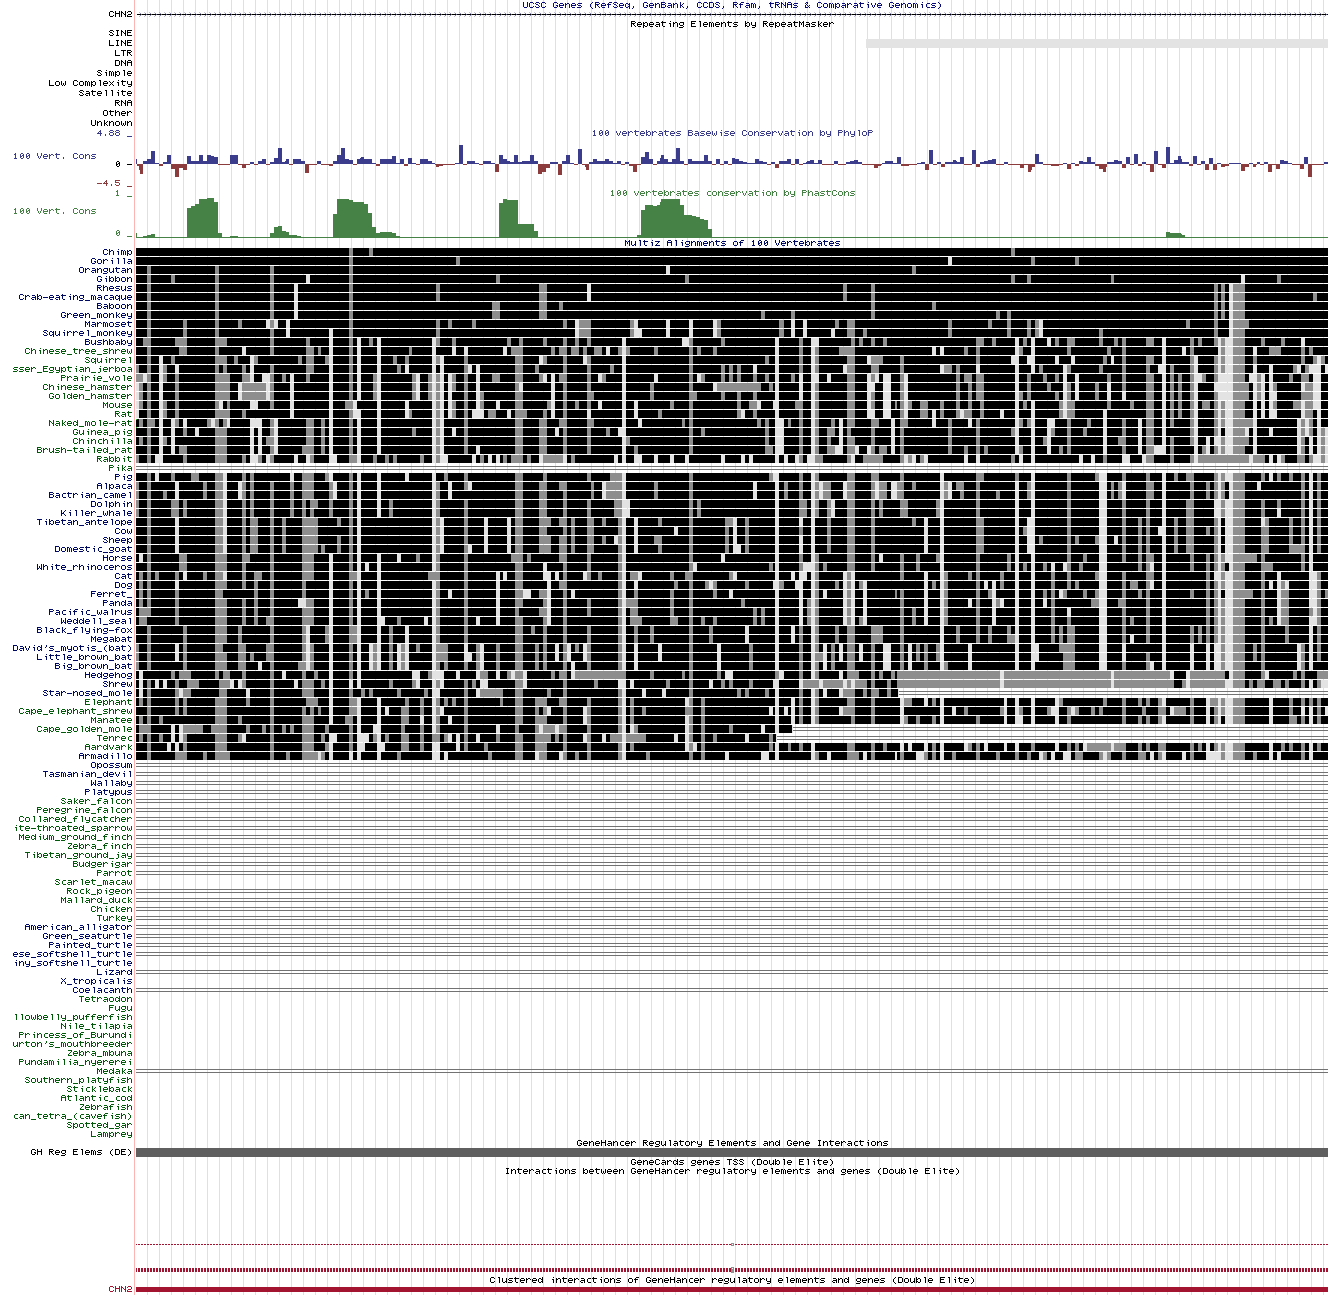 UCSC Genes (RefSeq, GenBank, CCDS, Rfam, tRNAs & Comparative Genomics)
CHN2
Repeating Elements by RepeatMasker
SINE
LINE
LTR
DNA
Simple
Low Complexity
Satellite
RNA
Other
Unknown
4.88 _
100 vertebrates Basewise Conservation by PhyloP
100 Vert. Cons
0 -
-4.5 _
1 _
100 vertebrates conservation by PhastCons
100 Vert. Cons
0 _
Multiz Alignments of 100 Vertebrates
Chimp
Gorilla
Orangutan
Gibbon
Rhesus
Crab-eating_macaque
Baboon
Green_monkey
Marmoset
Squirrel_monkey
Bushbaby
Chinese_tree_shrew
Squirrel
sser_Egyptian_jerboa
Prairie_vole
Chinese_hamster
Golden_hamster
Mouse
Rat
Naked_mole-rat
Guinea_pig
Chinchilla
Brush-tailed_rat
Rabbit
Pika
Pig
Alpaca
Bactrian_camel
Dolphin
Killer_whale
Tibetan_antelope
Cow
Sheep
Domestic_goat
Horse
White_rhinoceros
Cat
Dog
Ferret_
Panda
Pacific_walrus
Weddell_seal
Black_flying-fox
Megabat
David's_myotis_(bat)
Little_brown_bat
Big_brown_bat
Hedgehog
Shrew
Star-nosed_mole
Elephant
Cape_elephant_shrew
Manatee
Cape_golden_mole
Tenrec
Aardvark
Armadillo
Opossum
Tasmanian_devil
Wallaby
Platypus
Saker_falcon
Peregrine_falcon
Collared_flycatcher
ite-throated_sparrow
Medium_ground_finch
Zebra_finch
Tibetan_ground_jay
Budgerigar
Parrot
Scarlet_macaw
Rock_pigeon
Mallard_duck
Chicken
Turkey
American_alligator
Green_seaturtle
Painted_turtle
ese_softshell_turtle
iny_softshell_turtle
Lizard
X_tropicalis
Coelacanth
Tetraodon
Fugu
llowbelly_pufferfish
Nile_tilapia
Princess_of_Burundi
urton's_mouthbreeder
Zebra_mbuna
Pundamilia_nyererei
Medaka
Southern_platyfish
Stickleback
Atlantic_cod
Zebrafish
can_tetra_(cavefish)
Spotted_gar
Lamprey
GeneHancer Regulatory Elements and Gene Interactions
GH Reg Elems (DE)
GeneCards genes TSS (Double Elite)
Interactions between GeneHancer regulatory elements and genes (Double Elite)
Clustered interactions of GeneHancer regulatory elements and genes (Double Elite)
CHN2